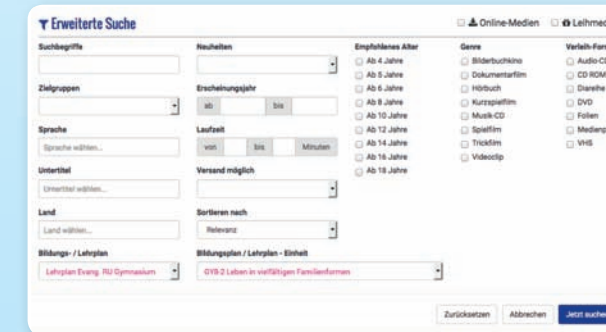 Erweiterte Suche
Online-Medien
Suchbegriffe
Zielgruppen
Sprache
Sprache wählen...
Untertitel
Untertitel wählen...
Land
Land wählen...
Bildungs- / Lehrplan
Lehrplan Evang. RU Gymnasium
Neuheiten
Erscheinungsjahr
ab bis
Laufzeit
von bis Minuten
Versand möglich
Sortieren nach
Relevanz
Bildungsplan / Lehrplan - Einheit
GY8-2 Leben in vielfältigen Familienformen
Empfohlenes Alter
Ab 4 Jahre
Ab 5 Jahre
Ab 6 Jahre
Ab 8 Jahre
Ab 10 Jahre
Ab 12 Jahre
Ab 14 Jahre
Ab 16 Jahre
Ab 18 Jahre
Genre
Bilderbuchkino
Dokumentarfilm
Hörbuch
Kurzspielfilm
Musik-CD
Spielfilm
Trickfilm
Videoclip
CD ROM
DVD
Folien
VHS
Zurücksetzen Abbrechen Jetzt suchen